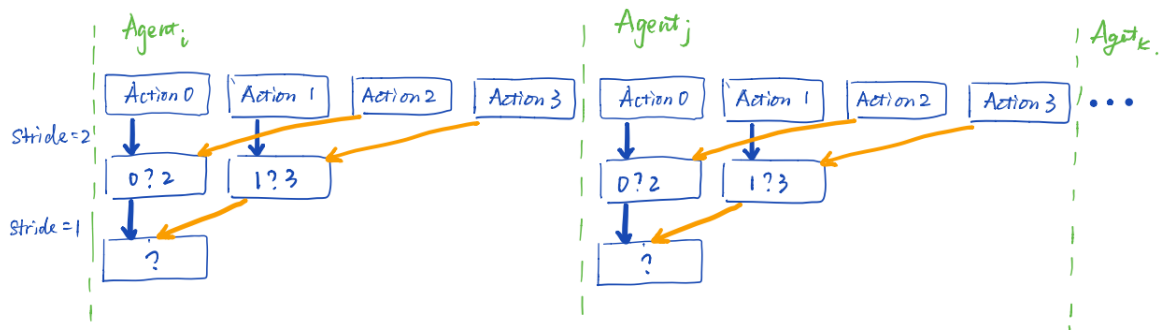 Agent i
Agent j
Aget k.
Action 0
Action 1
Action 2
Action 3
Action 0
Action 1
Action 2
Action 3
•••
Stride=2
0?2
1?3
0?2
1?3
Stride=1
?
?